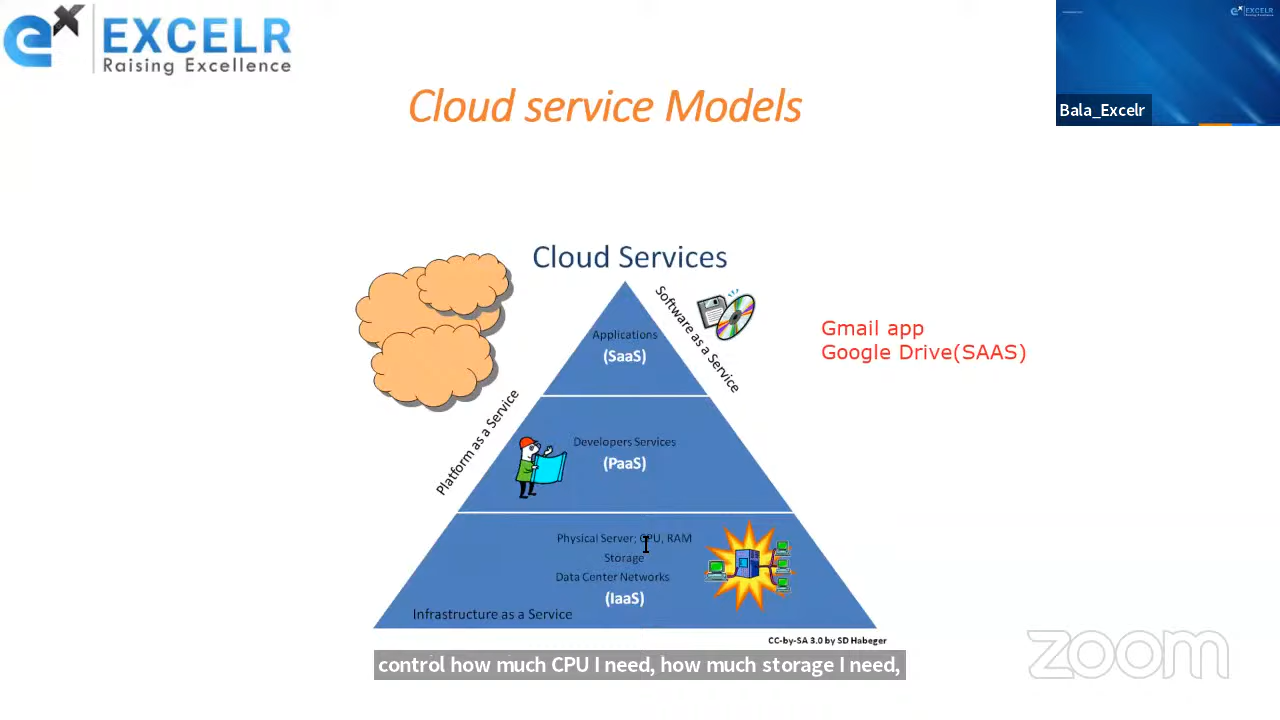 EXCELR
Raising Excellence
EXCELR
Bala_Excelr
Cloud service Models
Cloud Services
Software as a Service
Applications
(SaaS)
Gmail app
Google Drive(SAAS)
Platform as a Service
Developers Services
(PaaS)
Physical Server; CPU, RAM
Storage
Data Center Networks
(IaaS)
Infrastructure as a Service
CC-by-SA 3.0 by SD Habeger
zoom
control how much CPU I need, how much storage I need,